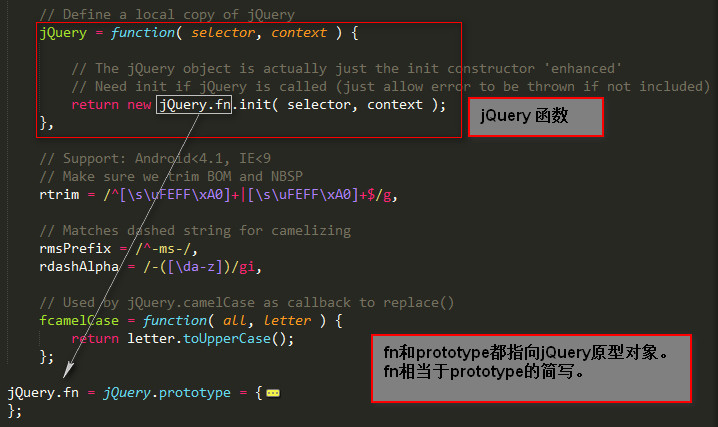 // Define a local copy of jQuery
jQuery = function( selector, context ) {
// The jQuery object is actually just the init constructor 'enhanced'
// Need init if jQuery is called (just allow error to be thrown if not included)
return new jQuery.fn.init( selector, context );
},
jQuery 函数
// Support: Android<4.1, IE<9
// Make sure we trim BOM and NBSP
rtrim = /^[\s\uFEFF\xA0]+|[\s\uFEFF\xA0]+$/g,
// Matches dashed string for camelizing
rmsPrefix = /^-ms-/,
rdashAlpha = /-([\da-z])/gi,
// Used by jQuery.camelCase as callback to replace()
fcamelCase = function( all, letter ) {
return letter.toUpperCase();
};
fn和prototype都指向jQuery原型对象。
fn相当于prototype的简写。
jQuery.fn = jQuery.prototype = {
};